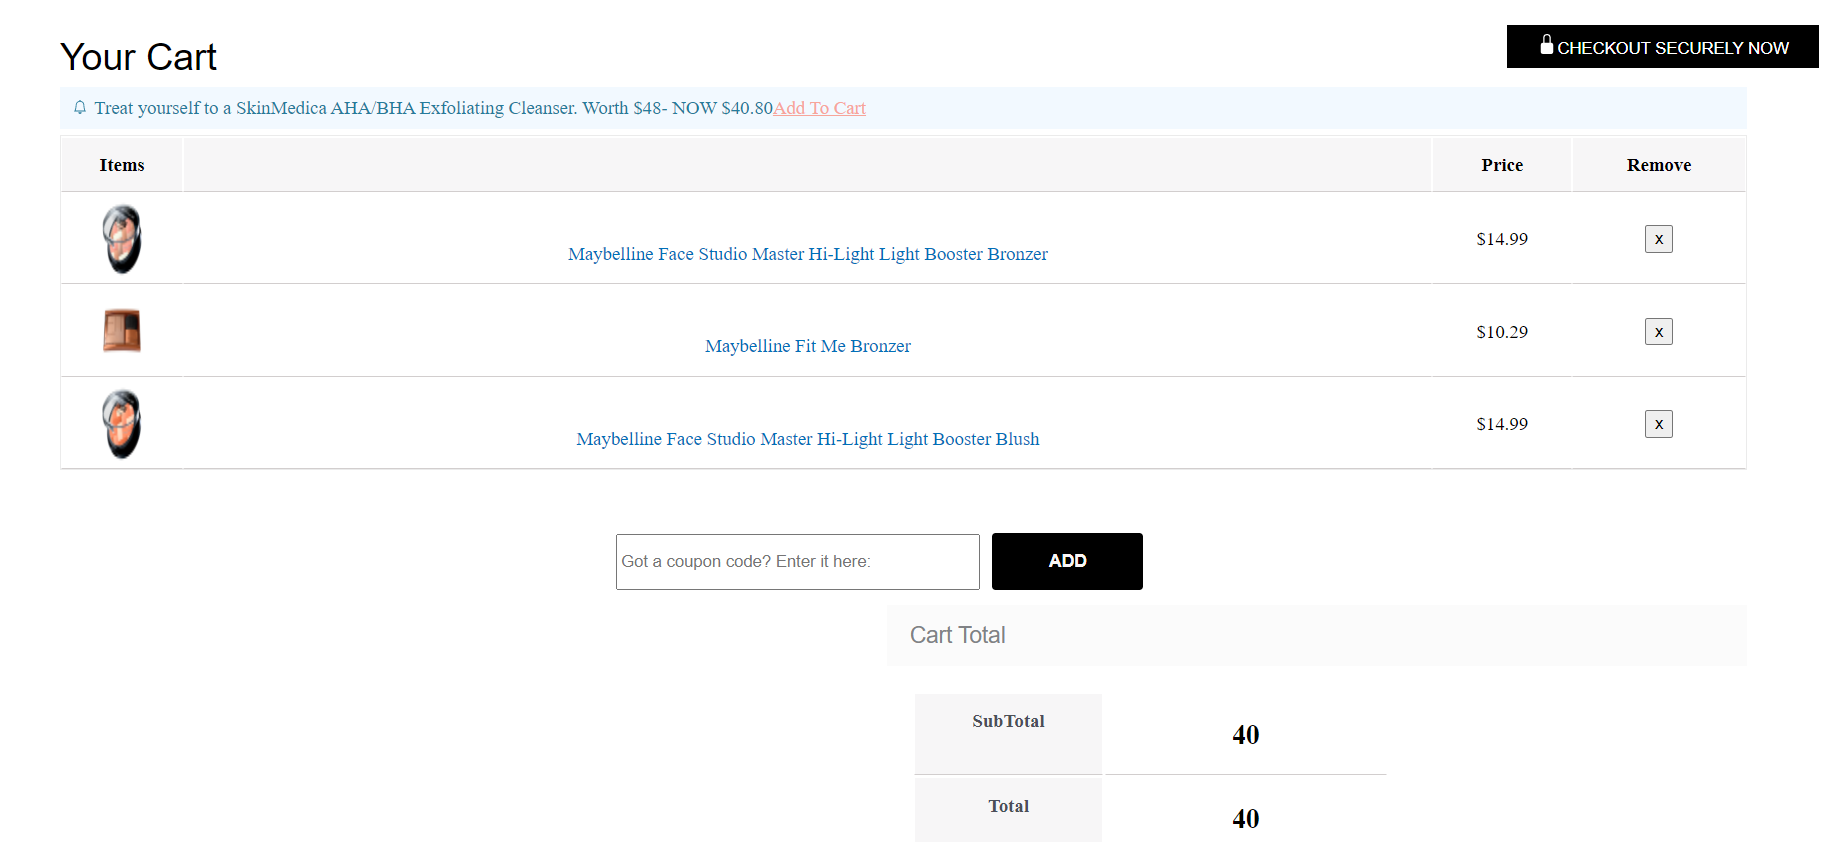 Your Cart
CHECKOUT SECURELY NOW
Treat yourself to a SkinMedica AHA/BHA Exfoliating Cleanser. Worth $48- NOW $40.80Add To Cart
Items Price Remove
Maybelline Face Studio Master Hi-Light Light Booster Bronzer $14.99 x
Maybelline Fit Me Bronzer $10.29 x
Maybelline Face Studio Master Hi-Light Light Booster Blush $14.99 x
Got a coupon code? Enter it here: ADD
Cart Total
SubTotal 40
Total 40